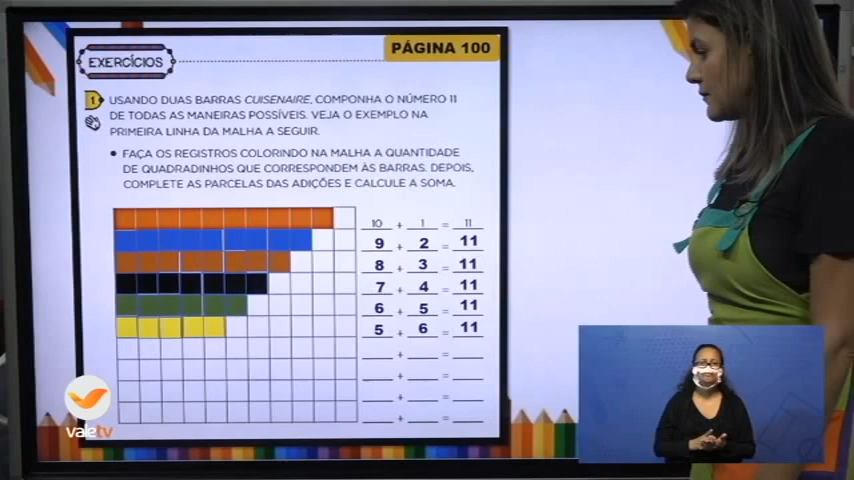 PÁGINA 100
EXERCÍCIOS
1 USANDO DUAS BARRAS CUISENAIRE, COMPONHA O NÚMERO 11
DE TODAS AS MANEIRAS POSSÍVEIS. VEJA O EXEMPLO NA
PRIMEIRA LINHA DA MALHA A SEGUIR.
• FAÇA OS REGISTROS COLORINDO NA MALHA A QUANTIDADE
DE QUADRADINHOS QUE CORRESPONDEM ÀS BARRAS. DEPOIS,
COMPLETE AS PARCELAS DAS ADIÇÕES E CALCULE A SOMA.
10 + 1 = 11
9 + 2 = 11
8 + 3 = 11
7 + 4 = 11
6 + 5 = 11
5 + 6 = 11
+ =
+ =
+ =
+ =
valetv